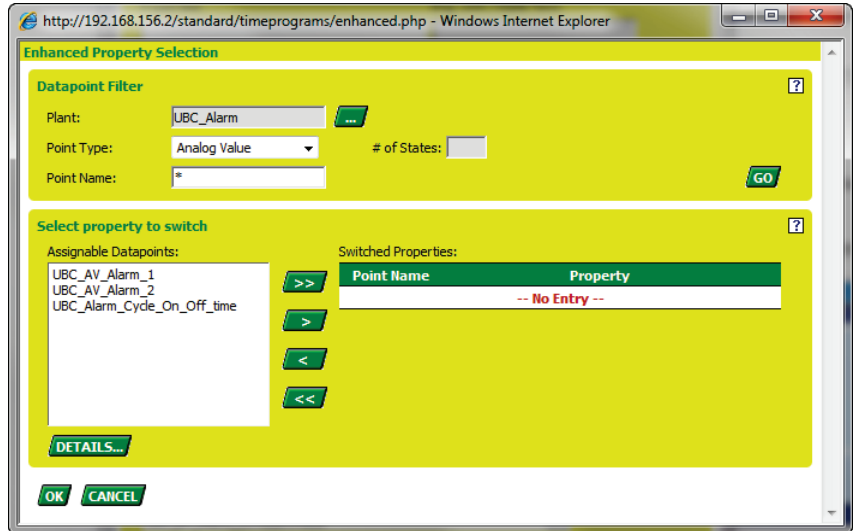 http://192.168.156.2/standard/timeprograms/enhanced.php - Windows Internet Explorer
Enhanced Property Selection
Datapoint Filter
?
Plant: UBC_Alarm ...
Point Type: Analog Value # of States:
Point Name: * GO
Select property to switch
?
Assignable Datapoints: Switched Properties:
UBC_AV_Alarm_1
UBC_AV_Alarm_2
UBC_Alarm_Cycle_On_Off_time
>>
>
<
<<
Point Name Property
-- No Entry --
DETAILS...
OK CANCEL